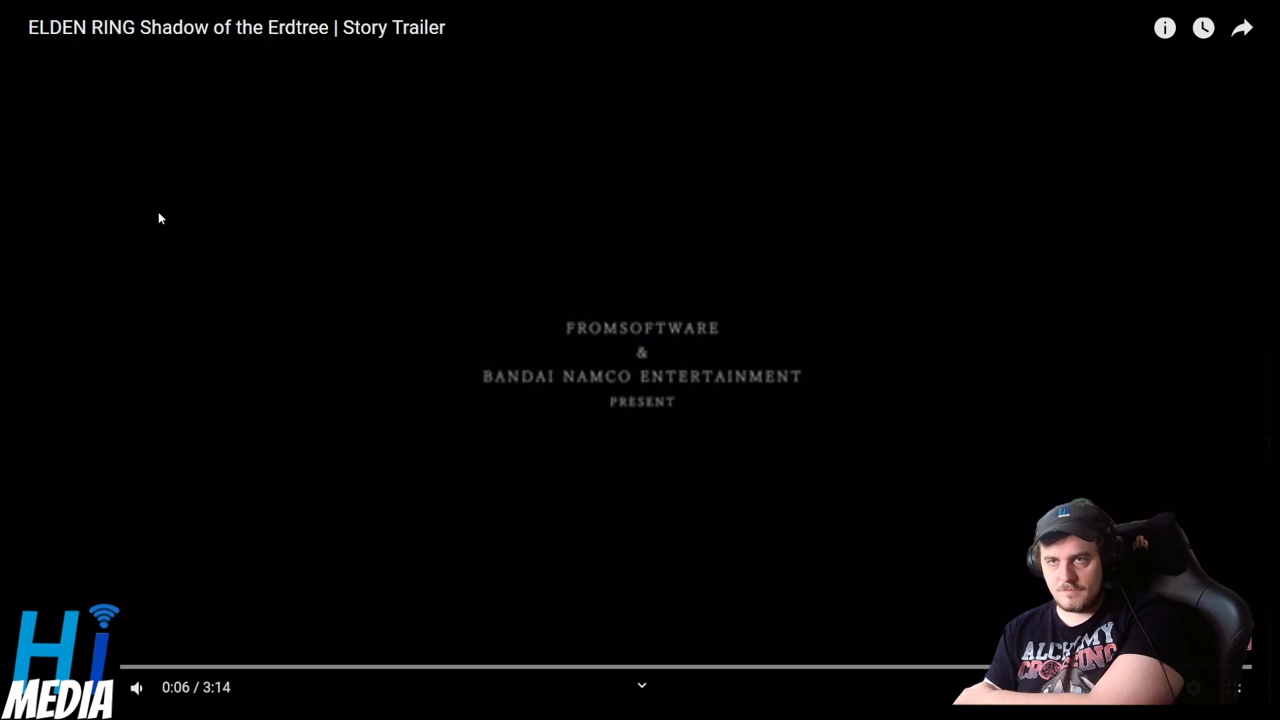 ELDEN RING Shadow of the Erdtree | Story Trailer
FROMSOFTWARE
&
BANDAI NAMCO ENTERTAINMENT
PRESENT
ALCHEMY
CROSSING
Hi
MEDIA
0:06 / 3:14